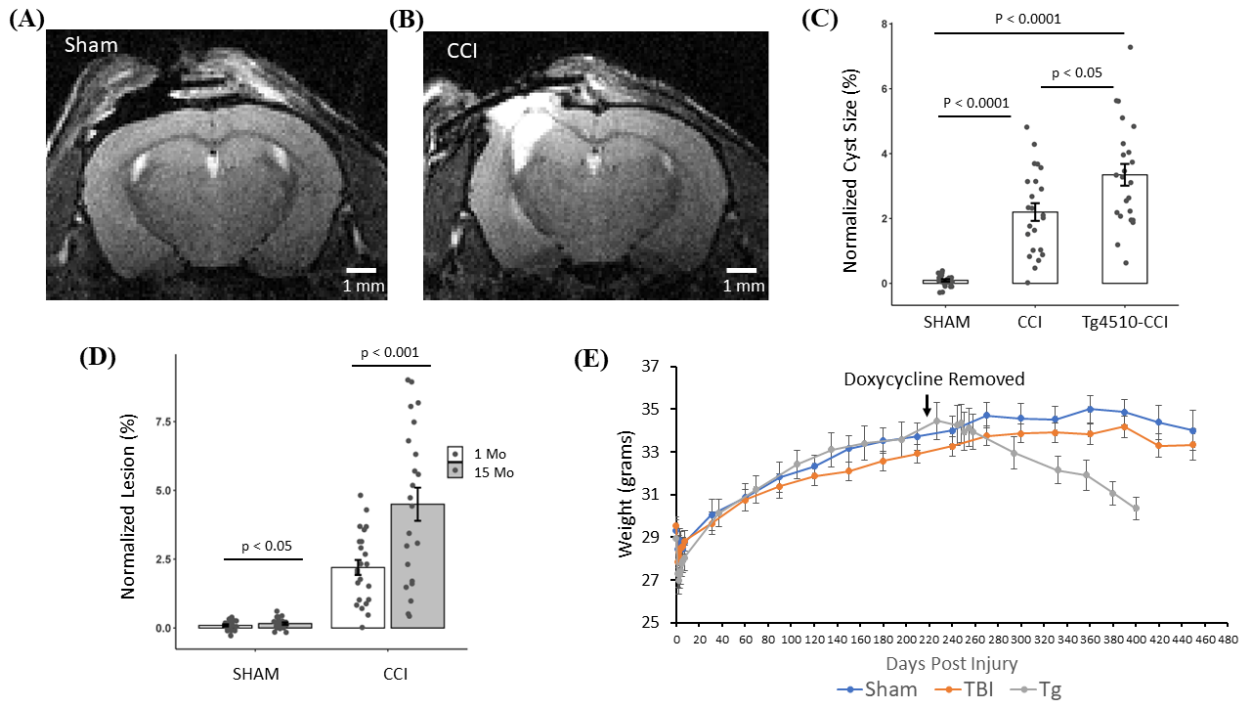 (A)
Sham
1 mm
(B)
CCI
1 mm
(C)
Normalized Cyst Size (%)
8
6
4
2
0
P < 0.0001
p < 0.05
P < 0.0001
SHAM CCI Tg4510-CCI
(D)
Normalized Lesion (%)
7.5
5.0
2.5
0.0
p < 0.001
p < 0.05
1 Mo
15 Mo
SHAM CCI
(E)
Weight (grams)
37
35
33
31
29
27
25
Doxycycline Removed
0 20 40 60 80 100 120 140 160 180 200 220 240 260 280 300 320 340 360 380 400 420 440 460 480
Days Post Injury
Sham TBI Tg